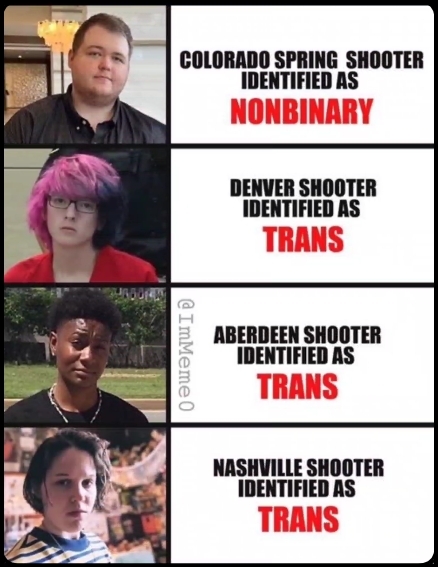 COLORADO SPRING SHOOTER
IDENTIFIED AS
NONBINARY
DENVER SHOOTER
IDENTIFIED AS
TRANS
@ImMeme0
ABERDEEN SHOOTER
IDENTIFIED AS
TRANS
NASHVILLE SHOOTER
IDENTIFIED AS
TRANS